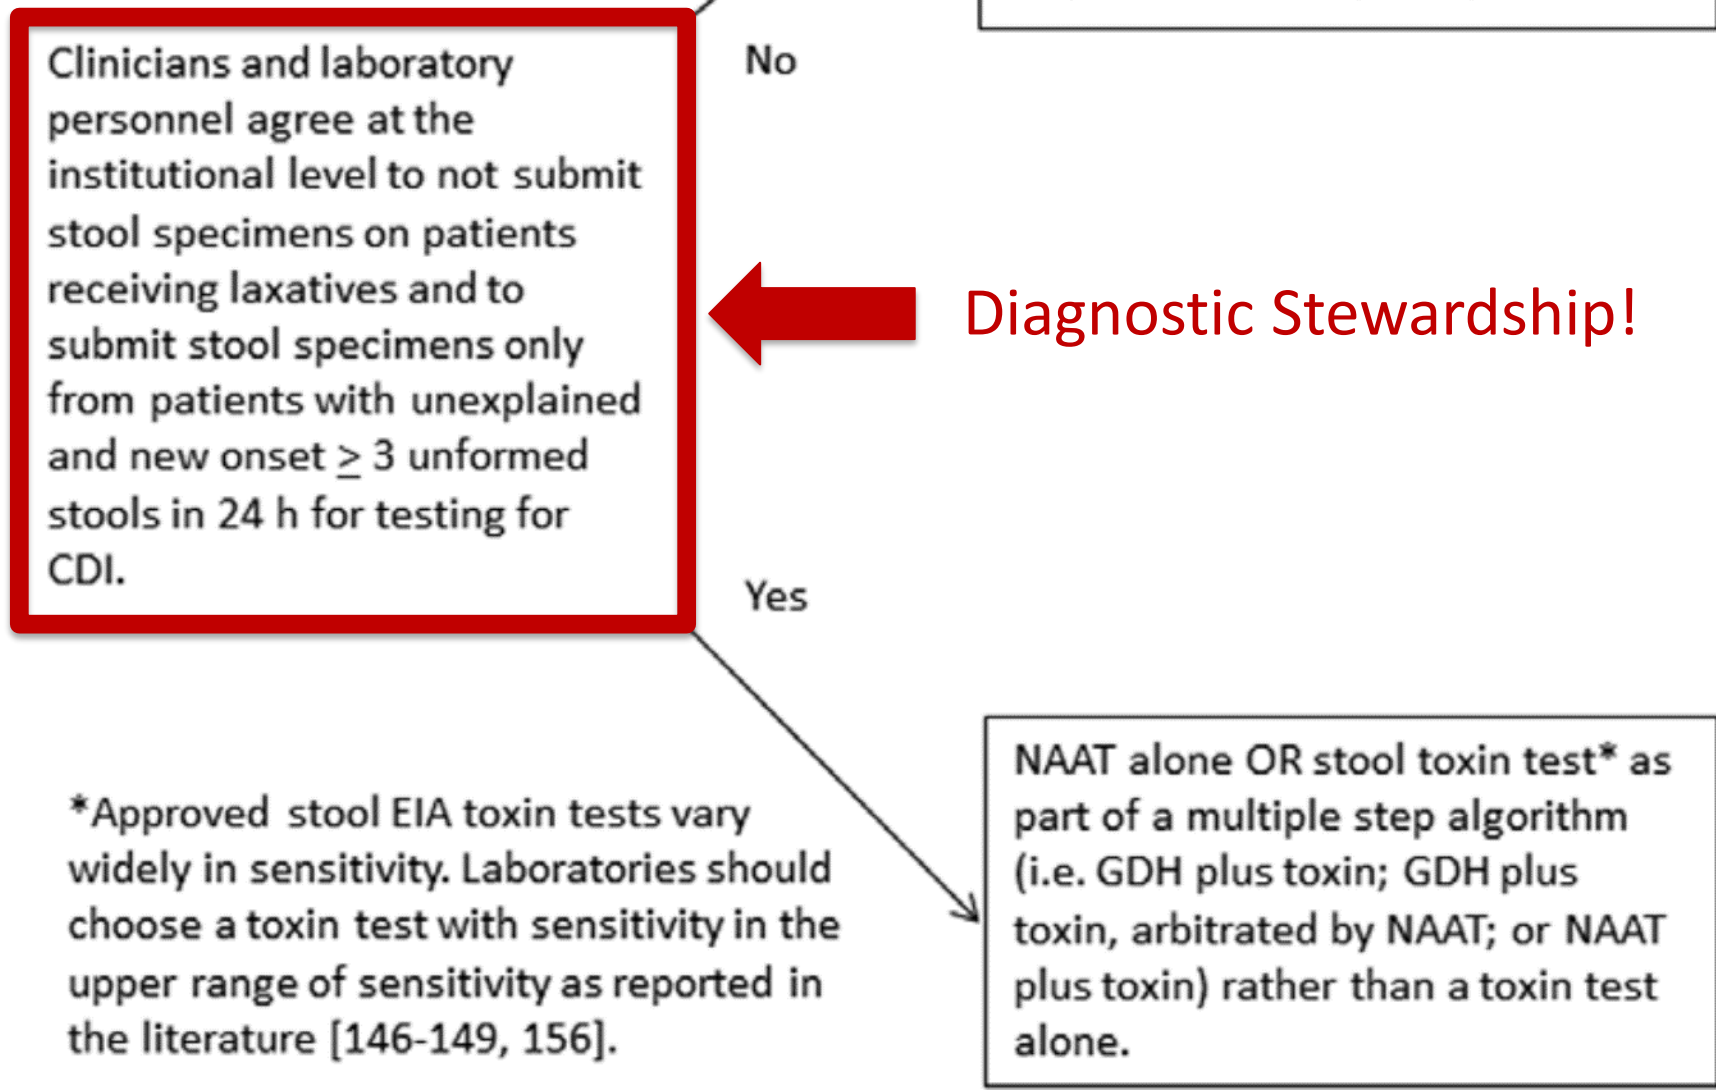 Clinicians and laboratory
personnel agree at the
institutional level to not submit
stool specimens on patients
receiving laxatives and to
submit stool specimens only
from patients with unexplained
and new onset ≥ 3 unformed
stools in 24 h for testing for
CDI.
No
Diagnostic Stewardship!
Yes
*Approved stool EIA toxin tests vary
widely in sensitivity. Laboratories should
choose a toxin test with sensitivity in the
upper range of sensitivity as reported in
the literature [146-149, 156].
NAAT alone OR stool toxin test* as
part of a multiple step algorithm
(i.e. GDH plus toxin; GDH plus
toxin, arbitrated by NAAT; or NAAT
plus toxin) rather than a toxin test
alone.